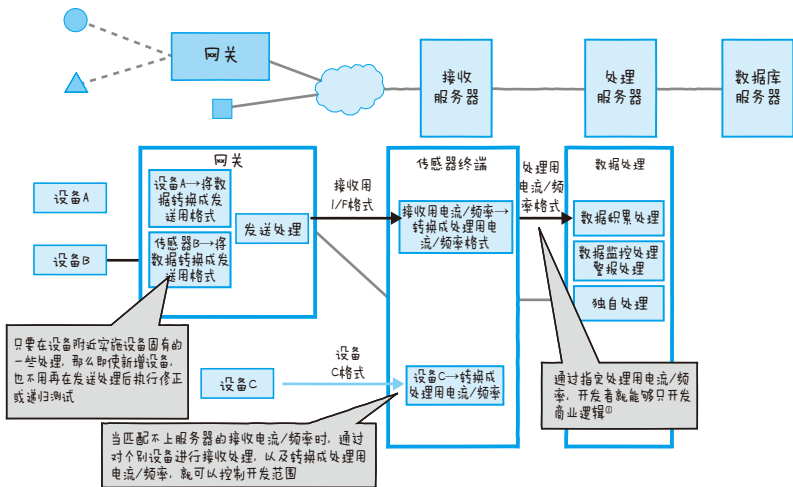 网关
接收
服务器
处理
服务器
数据库
服务器
网关
传感器终端
数据处理
设备A
设备B
设备A→将数
据转换成发
送用格式
传感器B→将
数据转换成发
送用格式
发送处理
接收用
I/F格式
接收用电流/频率→
转换成处理用电
流/频率格式
处理用
电流/频
率格式
数据积累处理
数据监控处理
警报处理
独自处理
只要在设备附近实施设备固有的
一些处理，那么即使新增设备，
也不用再在发送处理后执行修正
或递归测试
设备C
设备
C格式
设备C→转换成
处理用电流/频率
通过指定处理用电流/频
率，开发者就能够只开发
商业逻辑①
当匹配不上服务器的接收电流/频率时，通过
对个别设备进行接收处理，以及转换成处理用
电流/频率，就可以控制开发范围